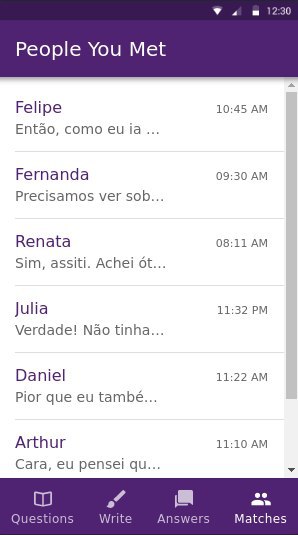 12:30
People You Met
Felipe 10:45 AM
Então, como eu ia ...
Fernanda 09:30 AM
Precisamos ver sob...
Renata 08:11 AM
Sim, assiti. Achei ót...
Julia 11:32 PM
Verdade! Não tinha...
Daniel 11:22 AM
Pior que eu també...
Arthur 11:10 AM
Cara, eu pensei qu...
Questions Write Answers Matches